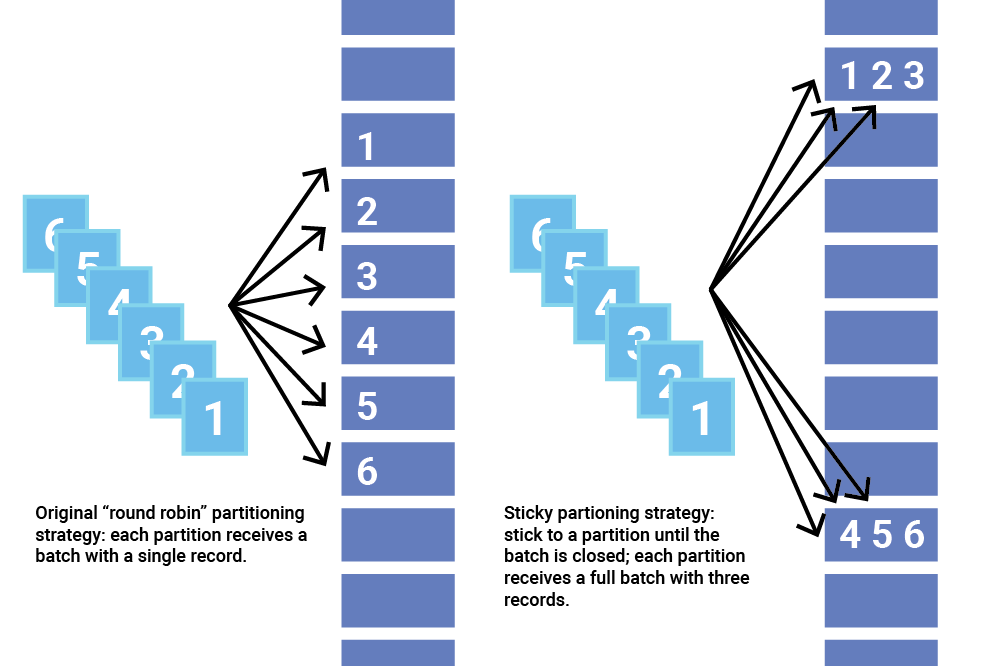 6
5
4
3
2
1
1
2
3
4
5
6
Original “round robin” partitioning
strategy: each partition receives a
batch with a single record.
6
5
4
3
2
1
1 2 3
4 5 6
Sticky partioning strategy:
stick to a partition until the
batch is closed; each partition
receives a full batch with three
records.